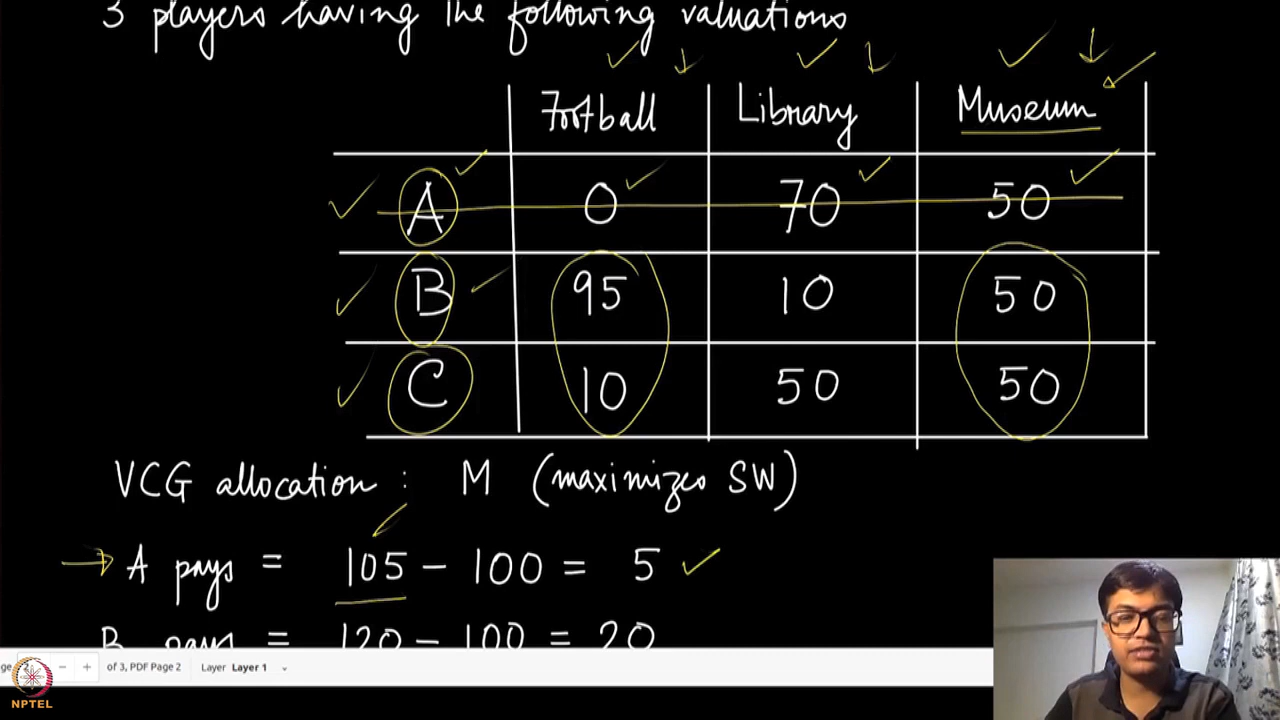 3 players having the following valuations
Football Library Museum
A 0 70 50
B 95 10 50
C 10 50 50
VCG allocation : M (maximizes SW)
→ A pays = 105 - 100 = 5
B pays = 120 - 100 = 20
of 3, PDF Page 2 Layer Layer 1
NPTEL